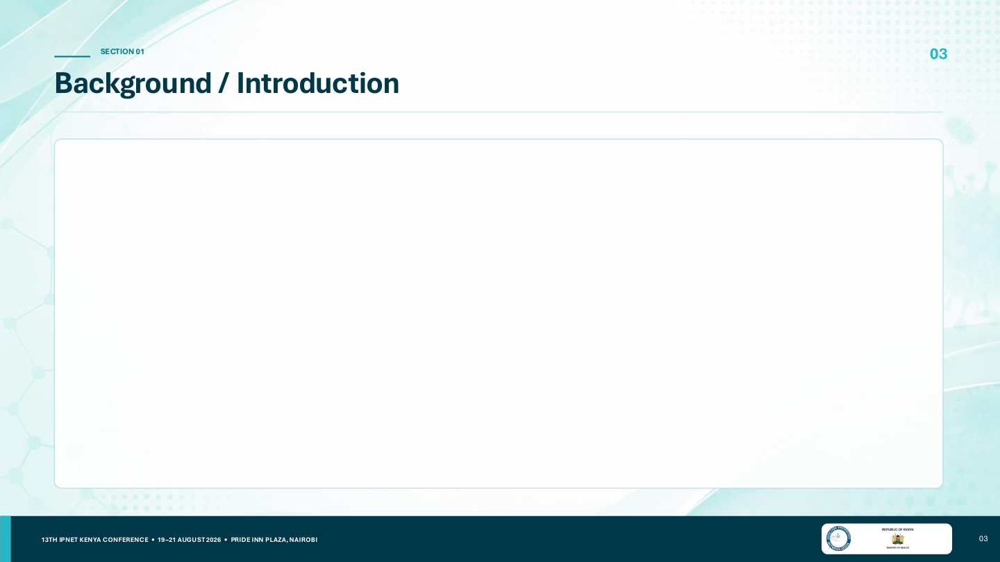 SECTION 01
03
Background / Introduction
13TH IPNET KENYA CONFERENCE • 19–21 AUGUST 2026 • PRIDE INN PLAZA, NAIROBI
REPUBLIC OF KENYA
MINISTRY OF HEALTH
03